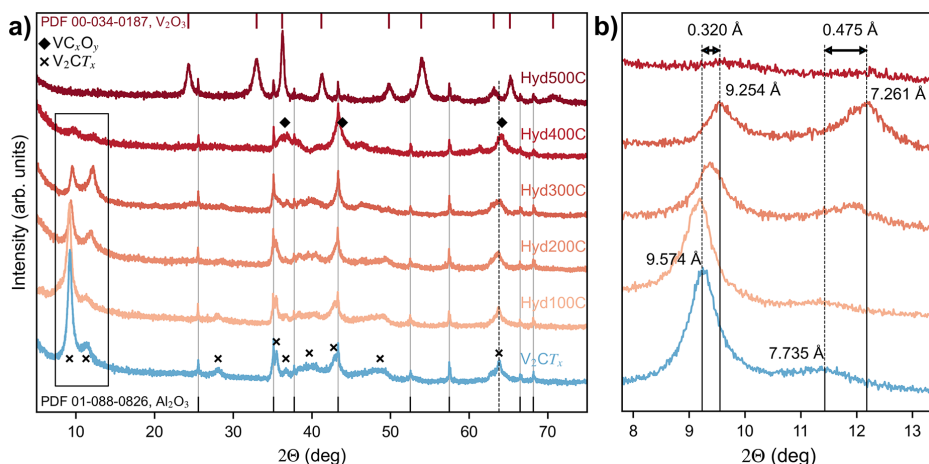 a)
PDF 00-034-0187, V₂O₃
VCₓOᵧ
V₂CTₓ
Hyd500C
Hyd400C
Hyd300C
Hyd200C
Hyd100C
V₂CTₓ
PDF 01-088-0826, Al₂O₃
Intensity (arb. units)
10 20 30 40 50 60 70
2Θ (deg)
b)
0.320 Å 0.475 Å
9.254 Å 7.261 Å
9.574 Å
7.735 Å
8 9 10 11 12 13
2Θ (deg)